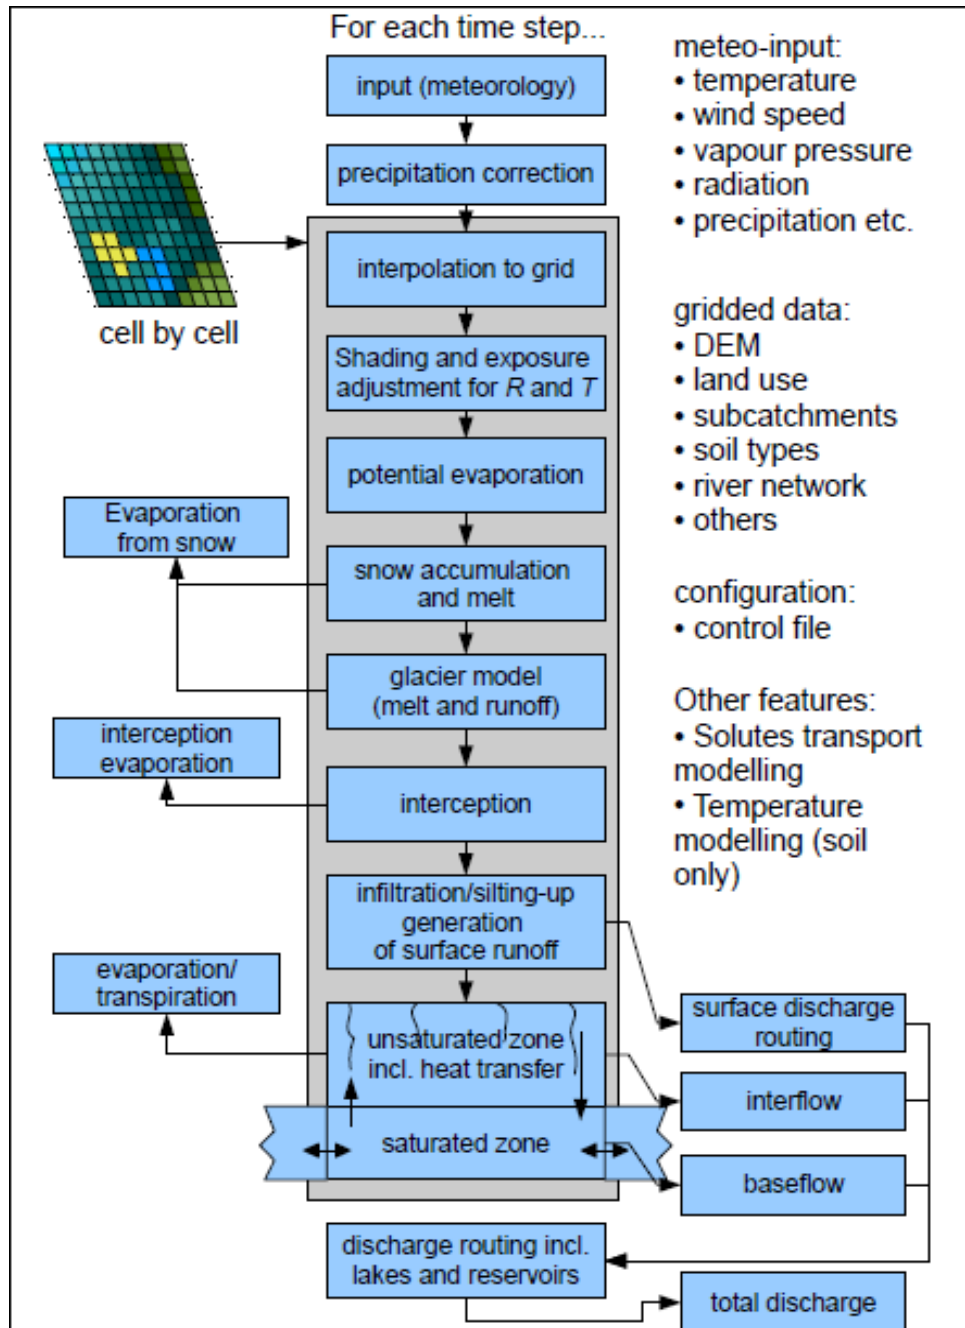 For each time step...
input (meteorology)
precipitation correction
cell by cell
interpolation to grid
Shading and exposure
adjustment for R and T
potential evaporation
Evaporation
from snow
snow accumulation
and melt
glacier model
(melt and runoff)
interception
evaporation
interception
infiltration/silting-up
generation
of surface runoff
evaporation/
transpiration
unsaturated zone
incl. heat transfer
saturated zone
surface discharge
routing
interflow
baseflow
discharge routing incl.
lakes and reservoirs
total discharge
meteo-input:
• temperature
• wind speed
• vapour pressure
• radiation
• precipitation etc.
gridded data:
• DEM
• land use
• subcatchments
• soil types
• river network
• others
configuration:
• control file
Other features:
• Solutes transport
modelling
• Temperature
modelling (soil
only)